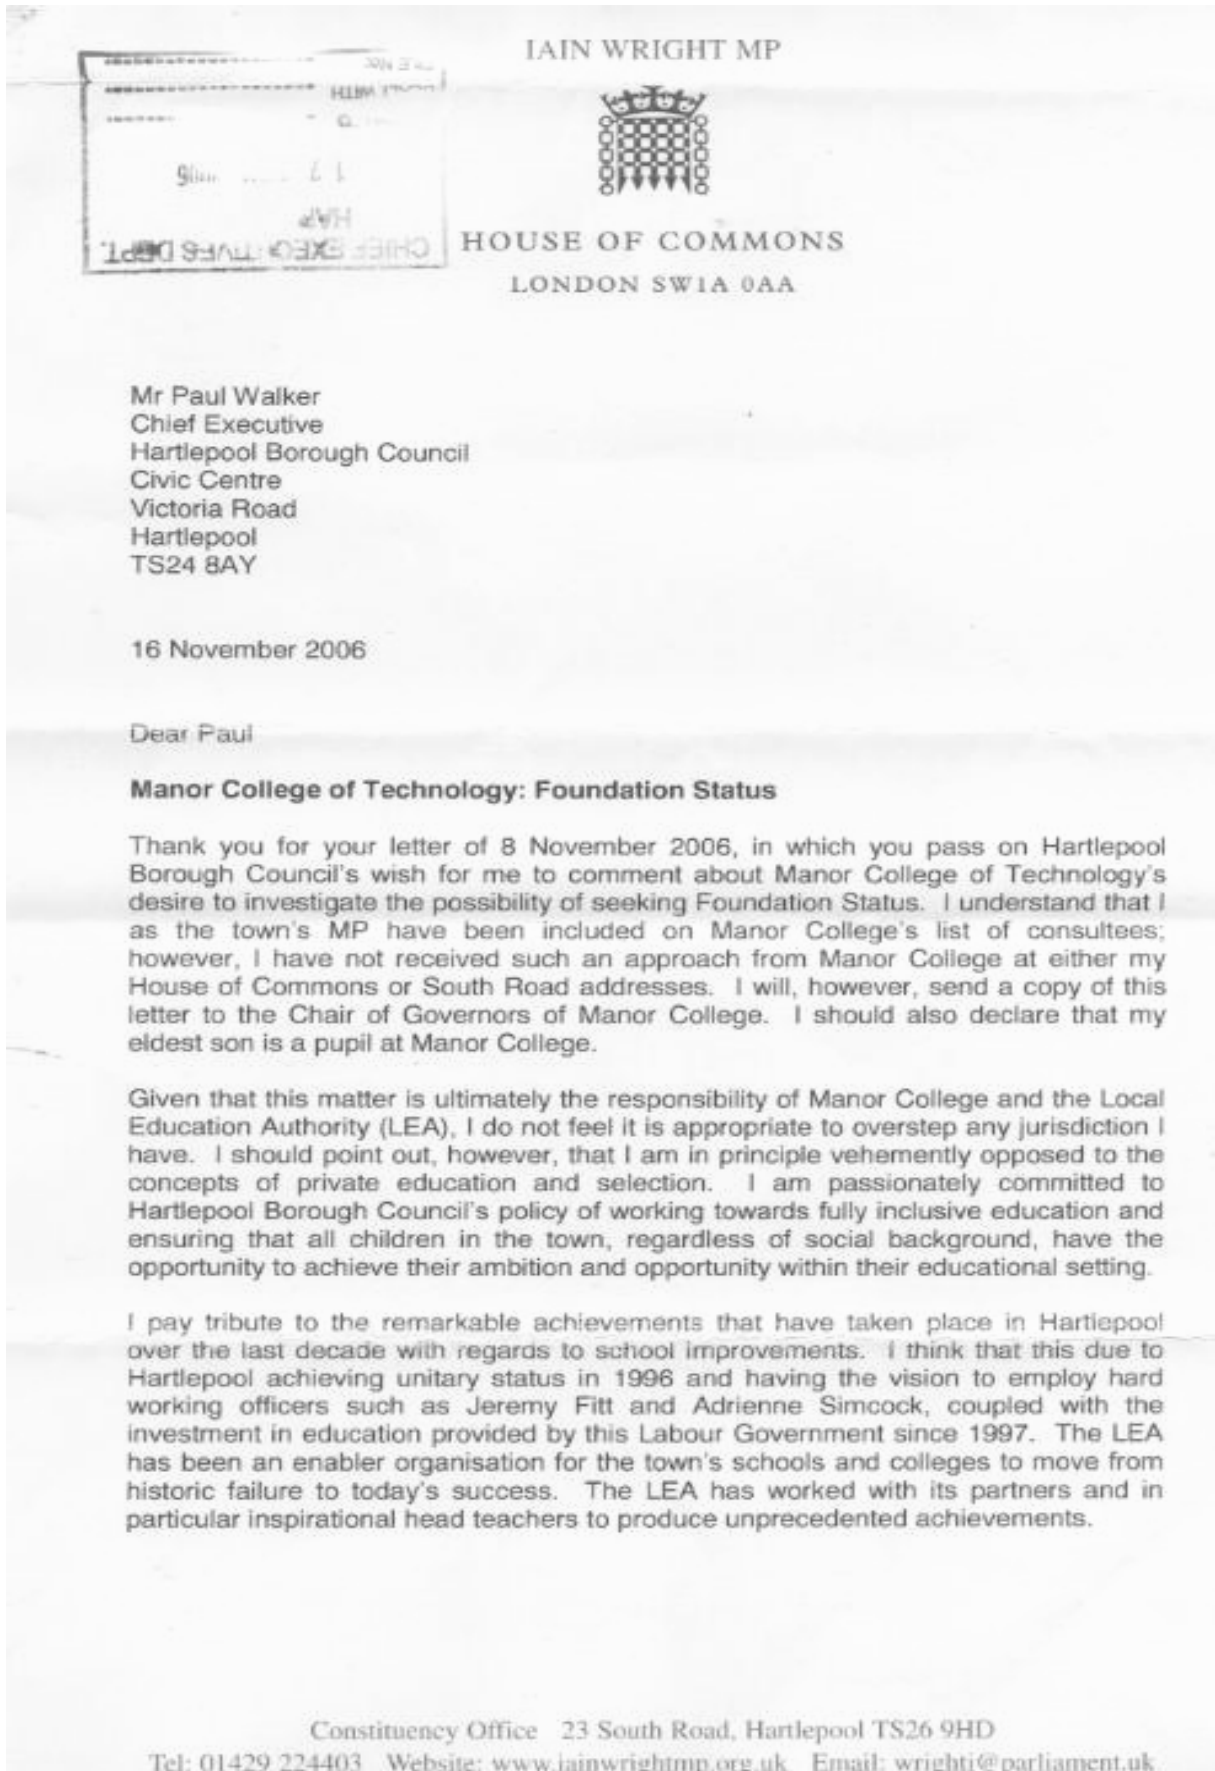 IAIN WRIGHT MP
HOUSE OF COMMONS
LONDON SW1A 0AA
CHIEF EXECUTIVES DEPT.
Mr Paul Walker
Chief Executive
Hartlepool Borough Council
Civic Centre
Victoria Road
Hartlepool
TS24 8AY
16 November 2006
Dear Paul
Manor College of Technology: Foundation Status
Thank you for your letter of 8 November 2006, in which you pass on Hartlepool
Borough Council's wish for me to comment about Manor College of Technology's
desire to investigate the possibility of seeking Foundation Status. I understand that I
as the town's MP have been included on Manor College's list of consultees;
however, I have not received such an approach from Manor College at either my
House of Commons or South Road addresses. I will, however, send a copy of this
letter to the Chair of Governors of Manor College. I should also declare that my
eldest son is a pupil at Manor College.
Given that this matter is ultimately the responsibility of Manor College and the Local
Education Authority (LEA), I do not feel it is appropriate to overstep any jurisdiction I
have. I should point out, however, that I am in principle vehemently opposed to the
concepts of private education and selection. I am passionately committed to
Hartlepool Borough Council's policy of working towards fully inclusive education and
ensuring that all children in the town, regardless of social background, have the
opportunity to achieve their ambition and opportunity within their educational setting.
I pay tribute to the remarkable achievements that have taken place in Hartlepool
over the last decade with regards to school improvements. I think that this due to
Hartlepool achieving unitary status in 1996 and having the vision to employ hard
working officers such as Jeremy Fitt and Adrienne Simcock, coupled with the
investment in education provided by this Labour Government since 1997. The LEA
has been an enabler organisation for the town's schools and colleges to move from
historic failure to today's success. The LEA has worked with its partners and in
particular inspirational head teachers to produce unprecedented achievements.
Constituency Office 23 South Road, Hartlepool TS26 9HD
Tel: 01429 224403 Website: www.iainwrightmp.org.uk Email: wrighti@parliament.uk